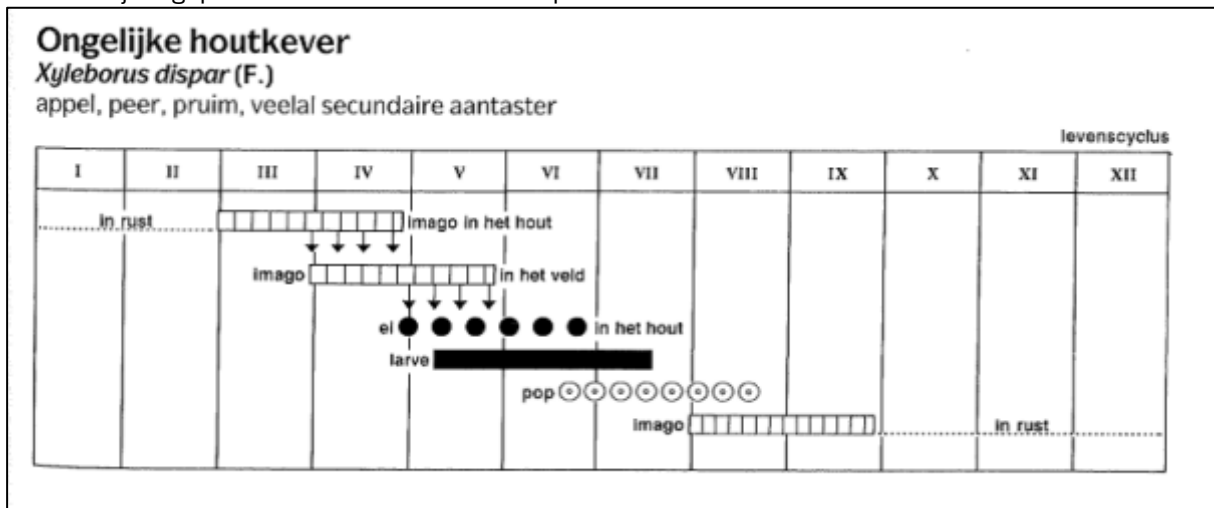 Ongelijke houtkever
Xyleborus dispar (F.)
appel, peer, pruim, veelal secundaire aantaster
levenscyclus
I II III IV V VI VII VIII IX X XI XII
in rust imago in het hout
imago in het veld
ei in het hout
larve
pop
imago in rust